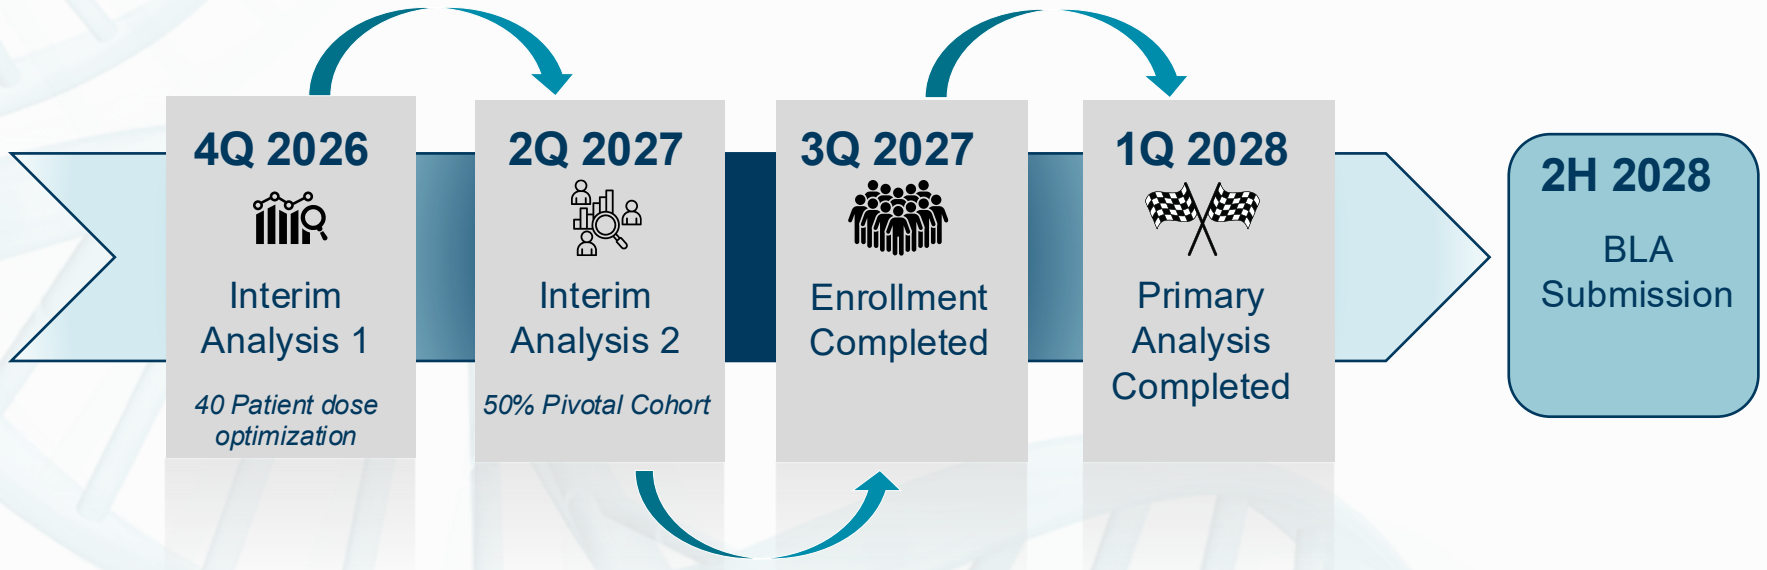 4Q 2026
Interim
Analysis 1
40 Patient dose
optimization
2Q 2027
Interim
Analysis 2
50% Pivotal Cohort
3Q 2027
Enrollment
Completed
1Q 2028
Primary
Analysis
Completed
2H 2028
BLA
Submission